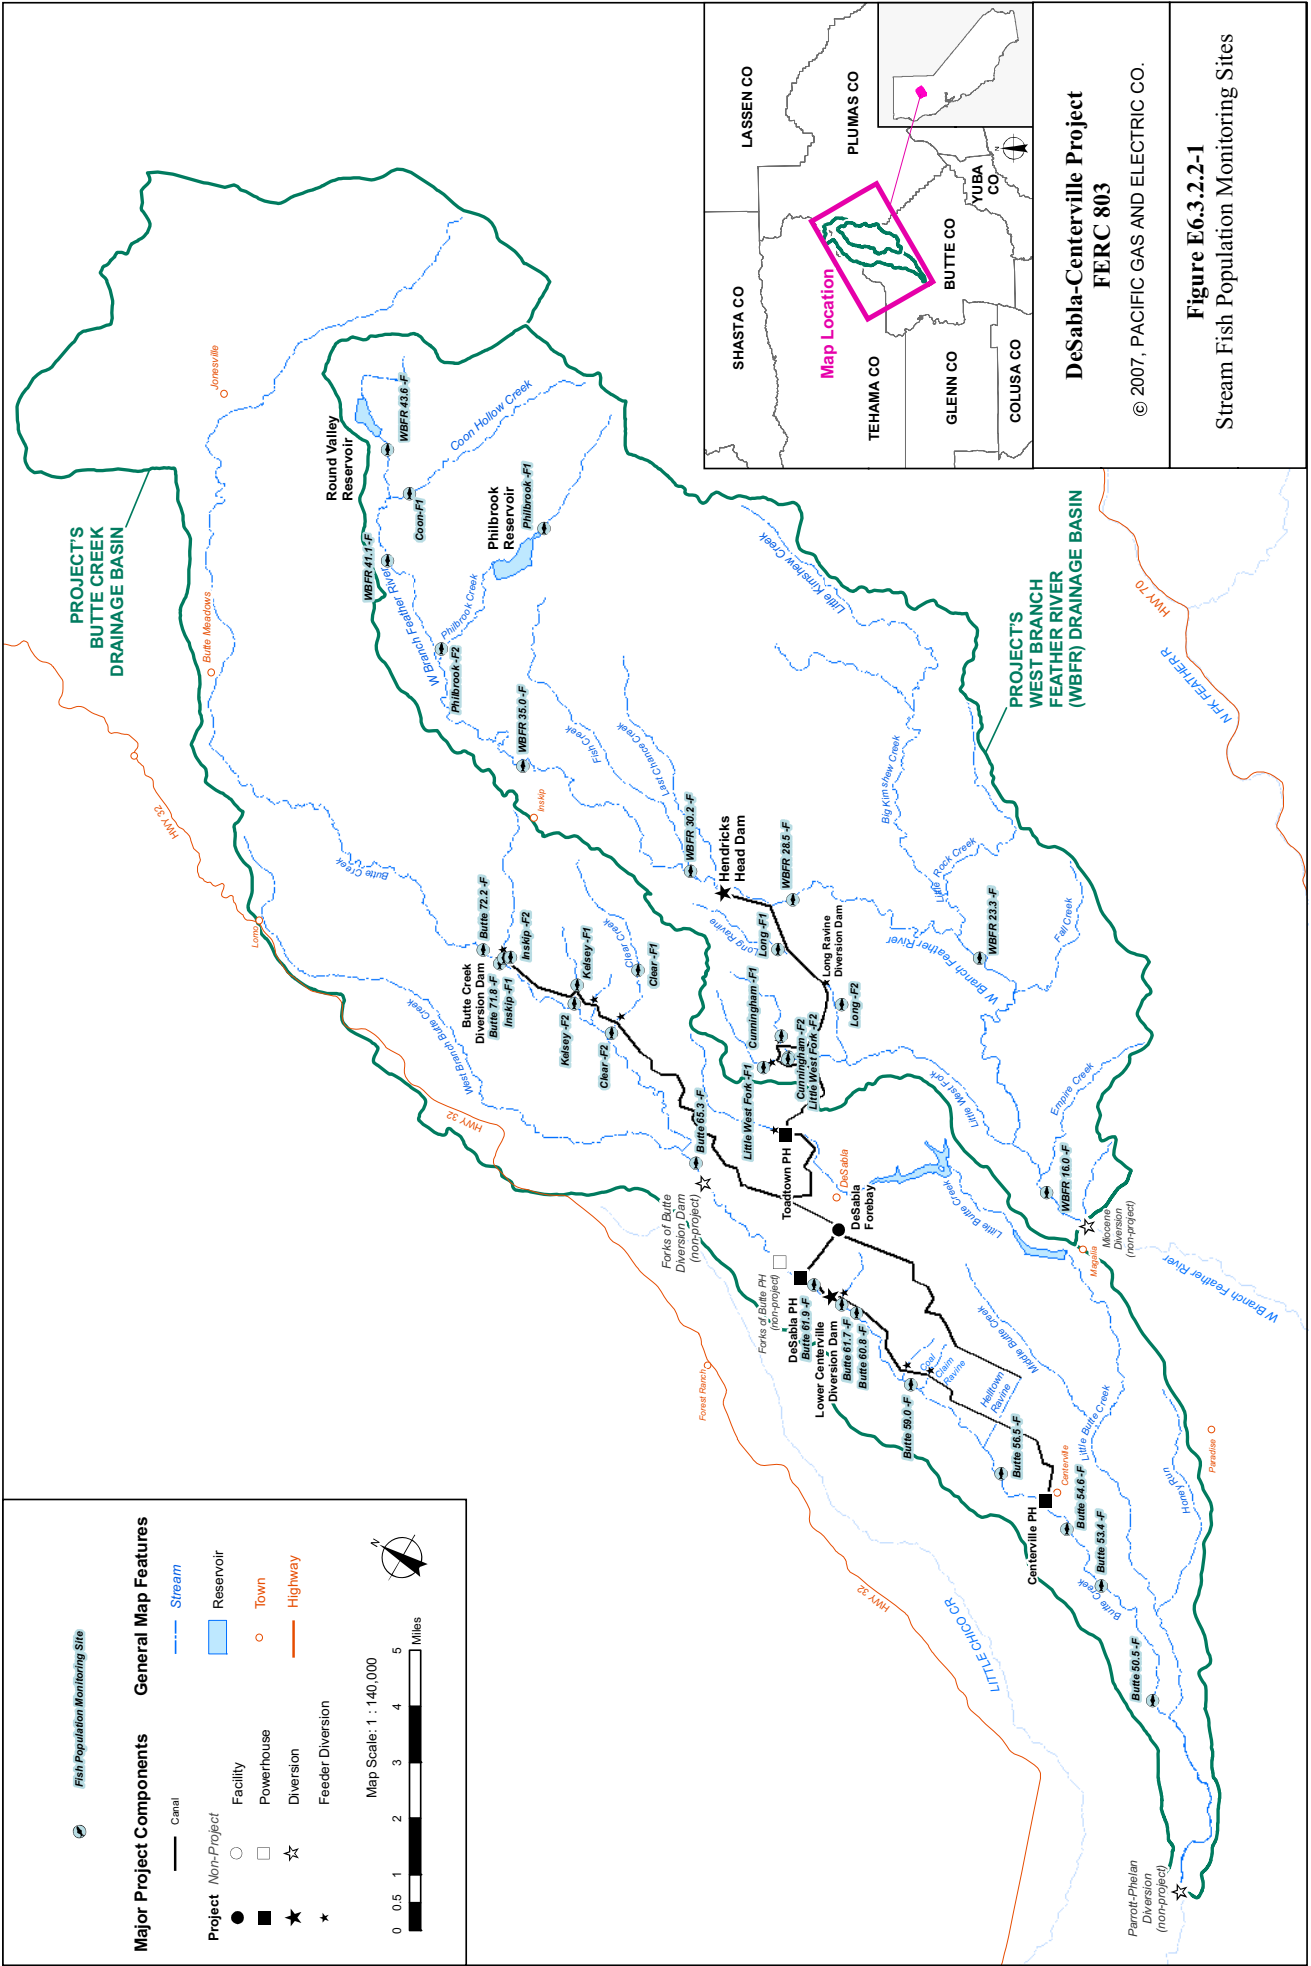 Fish Population Monitoring Site
Major Project Components
General Map Features
Canal
Stream
Project
Non-Project
Reservoir
Facility
Town
Powerhouse
Highway
Diversion
Feeder Diversion
Map Scale: 1 : 140,000
0 0.5 1 2 3 4 5
Miles
N
PROJECT'S
BUTTE CREEK
DRAINAGE BASIN
PROJECT'S
WEST BRANCH
FEATHER RIVER
(WBFR) DRAINAGE BASIN
Jonesville
Butte Meadows
HWY 32
Lomo
Inskip
Round Valley
Reservoir
WBFR 43.6 -F
Coon Hollow Creek
Coon-F1
WBFR 41.1 -F
W Branch Feather River
Philbrook
Reservoir
Philbrook -F1
Philbrook Creek
Philbrook -F2
WBFR 35.0 -F
Fish Creek
Last Chance Creek
WBFR 30.2 -F
Hendricks
Head Dam
WBFR 28.5 -F
Little Kimshew Creek
Big Kimshew Creek
Little Rock Creek
Fall Creek
WBFR 23.3 -F
W Branch Feather River
W Branch Feather River
Butte Creek
Butte 72.2 -F
Inskip -F2
Butte Creek
Diversion Dam
Butte 71.8 -F
Inskip -F1
Kelsey -F1
Kelsey -F2
Clear Creek
Clear -F1
Clear -F2
West Branch Butte Creek
HWY 32
Butte 65.3 -F
Forks of Butte
Diversion Dam
(non-project)
Long Ravine
Long -F1
Long Ravine
Diversion Dam
Long -F2
Cunningham -F1
Cunningham -F2
Little West Fork -F2
Little West Fork -F1
Little West Fork
Empire Creek
WBFR 16.0 -F
Miocene
Diversion
(non-project)
Magalia
W Branch Feather River
Toadtown PH
DeSabla
DeSabla
Forebay
Little Butte Creek
Forks of Butte PH
(non-project)
DeSabla PH
Butte 61.9 -F
Lower Centerville
Diversion Dam
Butte 61.7 -F
Butte 60.8 -F
Butte 59.0 -F
Coal
Claim
Ravine
Helltown
Ravine
Middle Butte Creek
Little Butte Creek
Butte 56.5 -F
Centerville
Centerville PH
Butte 54.6 -F
Butte 53.4 -F
Butte Creek
Butte 50.5 -F
Honey Run
Paradise
Forest Ranch
HWY 32
LITTLE CHICO CR
Parrott-Phelan
Diversion
(non-project)
HWY 70
N FK FEATHER R
LASSEN CO
SHASTA CO
PLUMAS CO
TEHAMA CO
Map Location
BUTTE CO
GLENN CO
YUBA
CO
COLUSA CO
N
DeSabla-Centerville Project
FERC 803
© 2007, PACIFIC GAS AND ELECTRIC CO.
Figure E6.3.2.2-1
Stream Fish Population Monitoring Sites